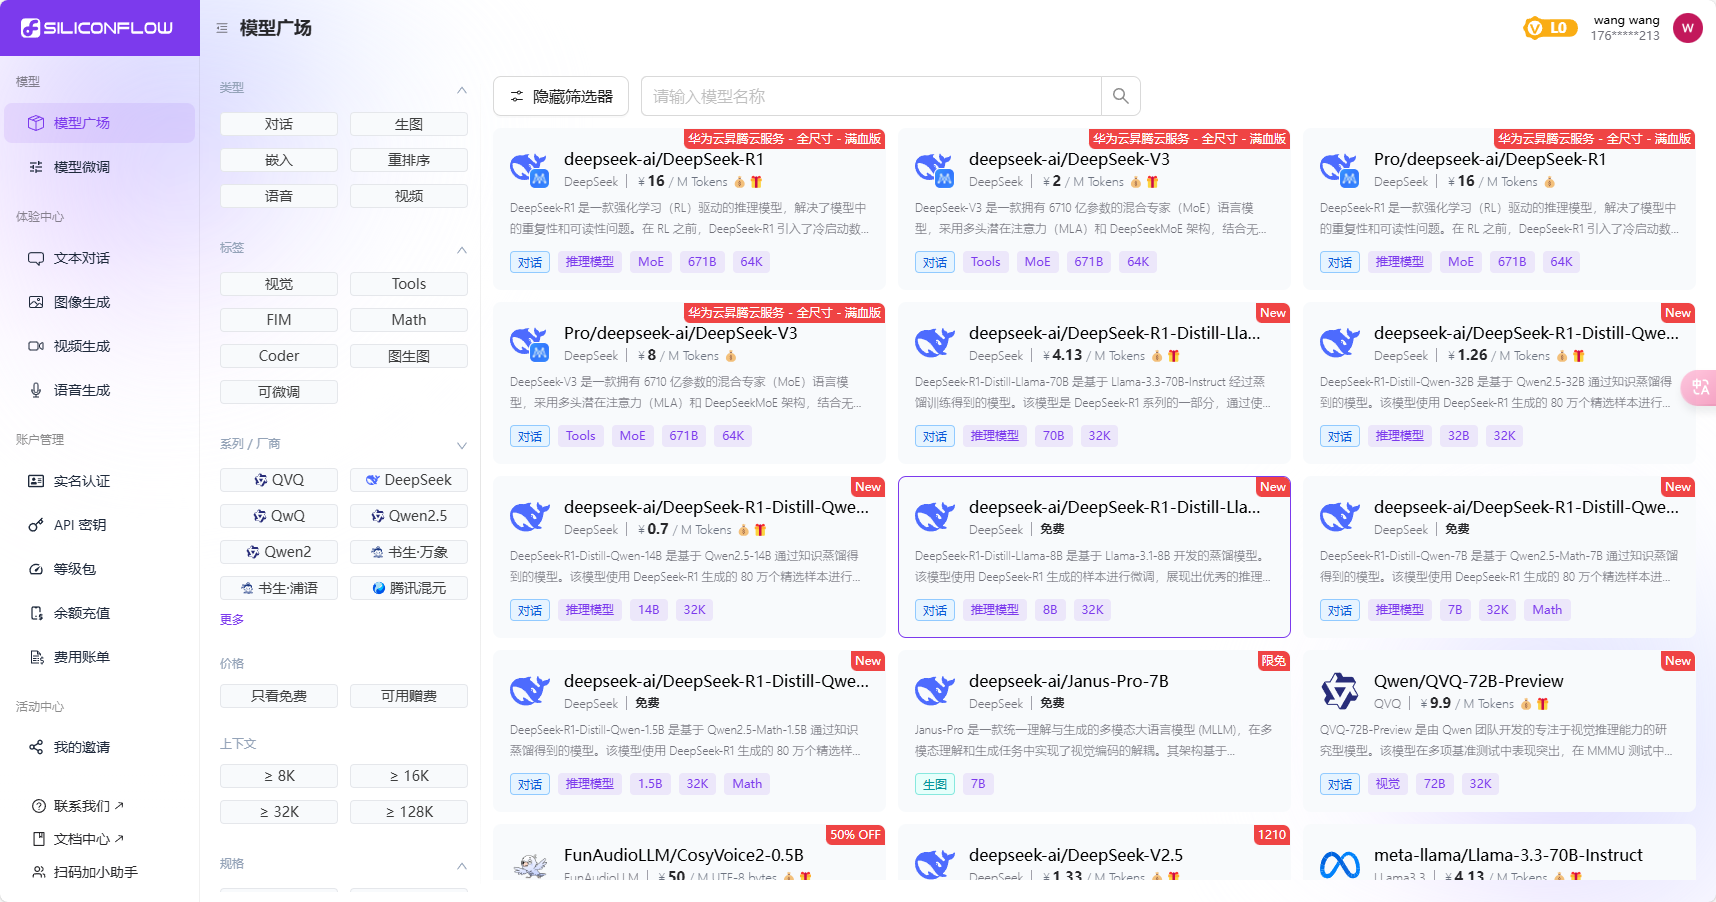 SILICONFLOW
模型
模型广场
模型微调
体验中心
文本对话
图像生成
视频生成
语音生成
账户管理
实名认证
API 密钥
等级包
余额充值
费用账单
活动中心
我的邀请
联系我们
文档中心
扫码加小助手
模型广场
L0
wang wang
176*****213
W
类型
对话
生图
嵌入
重排序
语音
视频
标签
视觉
Tools
FIM
Math
Coder
图生图
可微调
系列 / 厂商
QVQ
DeepSeek
QwQ
Qwen2.5
Qwen2
书生·万象
书生·浦语
腾讯混元
更多
价格
只看免费
可用赠费
上下文
≥ 8K
≥ 16K
≥ 32K
≥ 128K
规格
隐藏筛选器
请输入模型名称
华为云昇腾云服务 - 全尺寸 - 满血版
deepseek-ai/DeepSeek-R1
DeepSeek | ¥ 16 / M Tokens
DeepSeek-R1 是一款强化学习（RL）驱动的推理模型，解决了模型中
的重复性和可读性问题。在 RL 之前，DeepSeek-R1 引入了冷启动数...
对话 推理模型 MoE 671B 64K
华为云昇腾云服务 - 全尺寸 - 满血版
deepseek-ai/DeepSeek-V3
DeepSeek | ¥ 2 / M Tokens
DeepSeek-V3 是一款拥有 6710 亿参数的混合专家（MoE）语言模
型，采用多头潜在注意力（MLA）和 DeepSeekMoE 架构，结合无...
对话 Tools MoE 671B 64K
华为云昇腾云服务 - 全尺寸 - 满血版
Pro/deepseek-ai/DeepSeek-R1
DeepSeek | ¥ 16 / M Tokens
DeepSeek-R1 是一款强化学习（RL）驱动的推理模型，解决了模型中
的重复性和可读性问题。在 RL 之前，DeepSeek-R1 引入了冷启动数...
对话 推理模型 MoE 671B 64K
华为云昇腾云服务 - 全尺寸 - 满血版
Pro/deepseek-ai/DeepSeek-V3
DeepSeek | ¥ 8 / M Tokens
DeepSeek-V3 是一款拥有 6710 亿参数的混合专家（MoE）语言模
型，采用多头潜在注意力（MLA）和 DeepSeekMoE 架构，结合无...
对话 Tools MoE 671B 64K
New
deepseek-ai/DeepSeek-R1-Distill-Lla...
DeepSeek | ¥ 4.13 / M Tokens
DeepSeek-R1-Distill-Llama-70B 是基于 Llama-3.3-70B-Instruct 经过蒸
馏训练得到的模型。该模型是 DeepSeek-R1 系列的一部分，通过使...
对话 推理模型 70B 32K
New
deepseek-ai/DeepSeek-R1-Distill-Qwe...
DeepSeek | ¥ 1.26 / M Tokens
DeepSeek-R1-Distill-Qwen-32B 是基于 Qwen2.5-32B 通过知识蒸馏得
到的模型。该模型使用 DeepSeek-R1 生成的 80 万个精选样本进行...
对话 推理模型 32B 32K
New
deepseek-ai/DeepSeek-R1-Distill-Qwe...
DeepSeek | ¥ 0.7 / M Tokens
DeepSeek-R1-Distill-Qwen-14B 是基于 Qwen2.5-14B 通过知识蒸馏得
到的模型。该模型使用 DeepSeek-R1 生成的 80 万个精选样本进行...
对话 推理模型 14B 32K
New
deepseek-ai/DeepSeek-R1-Distill-Lla...
DeepSeek | 免费
DeepSeek-R1-Distill-Llama-8B 是基于 Llama-3.1-8B 开发的蒸馏模型。
该模型使用 DeepSeek-R1 生成的样本进行微调，展现出优秀的推理...
对话 推理模型 8B 32K
New
deepseek-ai/DeepSeek-R1-Distill-Qwe...
DeepSeek | 免费
DeepSeek-R1-Distill-Qwen-7B 是基于 Qwen2.5-Math-7B 通过知识蒸馏
得到的模型。该模型使用 DeepSeek-R1 生成的 80 万个精选样本进...
对话 推理模型 7B 32K Math
New
deepseek-ai/DeepSeek-R1-Distill-Qwe...
DeepSeek | 免费
DeepSeek-R1-Distill-Qwen-1.5B 是基于 Qwen2.5-Math-1.5B 通过知识
蒸馏得到的模型。该模型使用 DeepSeek-R1 生成的 80 万个精选样...
对话 推理模型 1.5B 32K Math
限免
deepseek-ai/Janus-Pro-7B
DeepSeek | 免费
Janus-Pro 是一款统一理解与生成的多模态大语言模型 (MLLM)，在多
模态理解和生成任务中实现了视觉编码的解耦。其架构基于...
生图 7B
New
Qwen/QVQ-72B-Preview
QVQ | ¥ 9.9 / M Tokens
QVQ-72B-Preview 是由 Qwen 团队开发的专注于视觉推理能力的研
究型模型。该模型在多项基准测试中表现突出，在 MMMU 测试中...
对话 视觉 72B 32K
50% OFF
FunAudioLLM/CosyVoice2-0.5B
FunAudioLLM | ¥ 50 / M UTF-8 bytes
1210
deepseek-ai/DeepSeek-V2.5
DeepSeek | ¥ 1.33 / M Tokens
meta-llama/Llama-3.3-70B-Instruct
LLama3.3 | ¥ 4.13 / M Tokens
中A